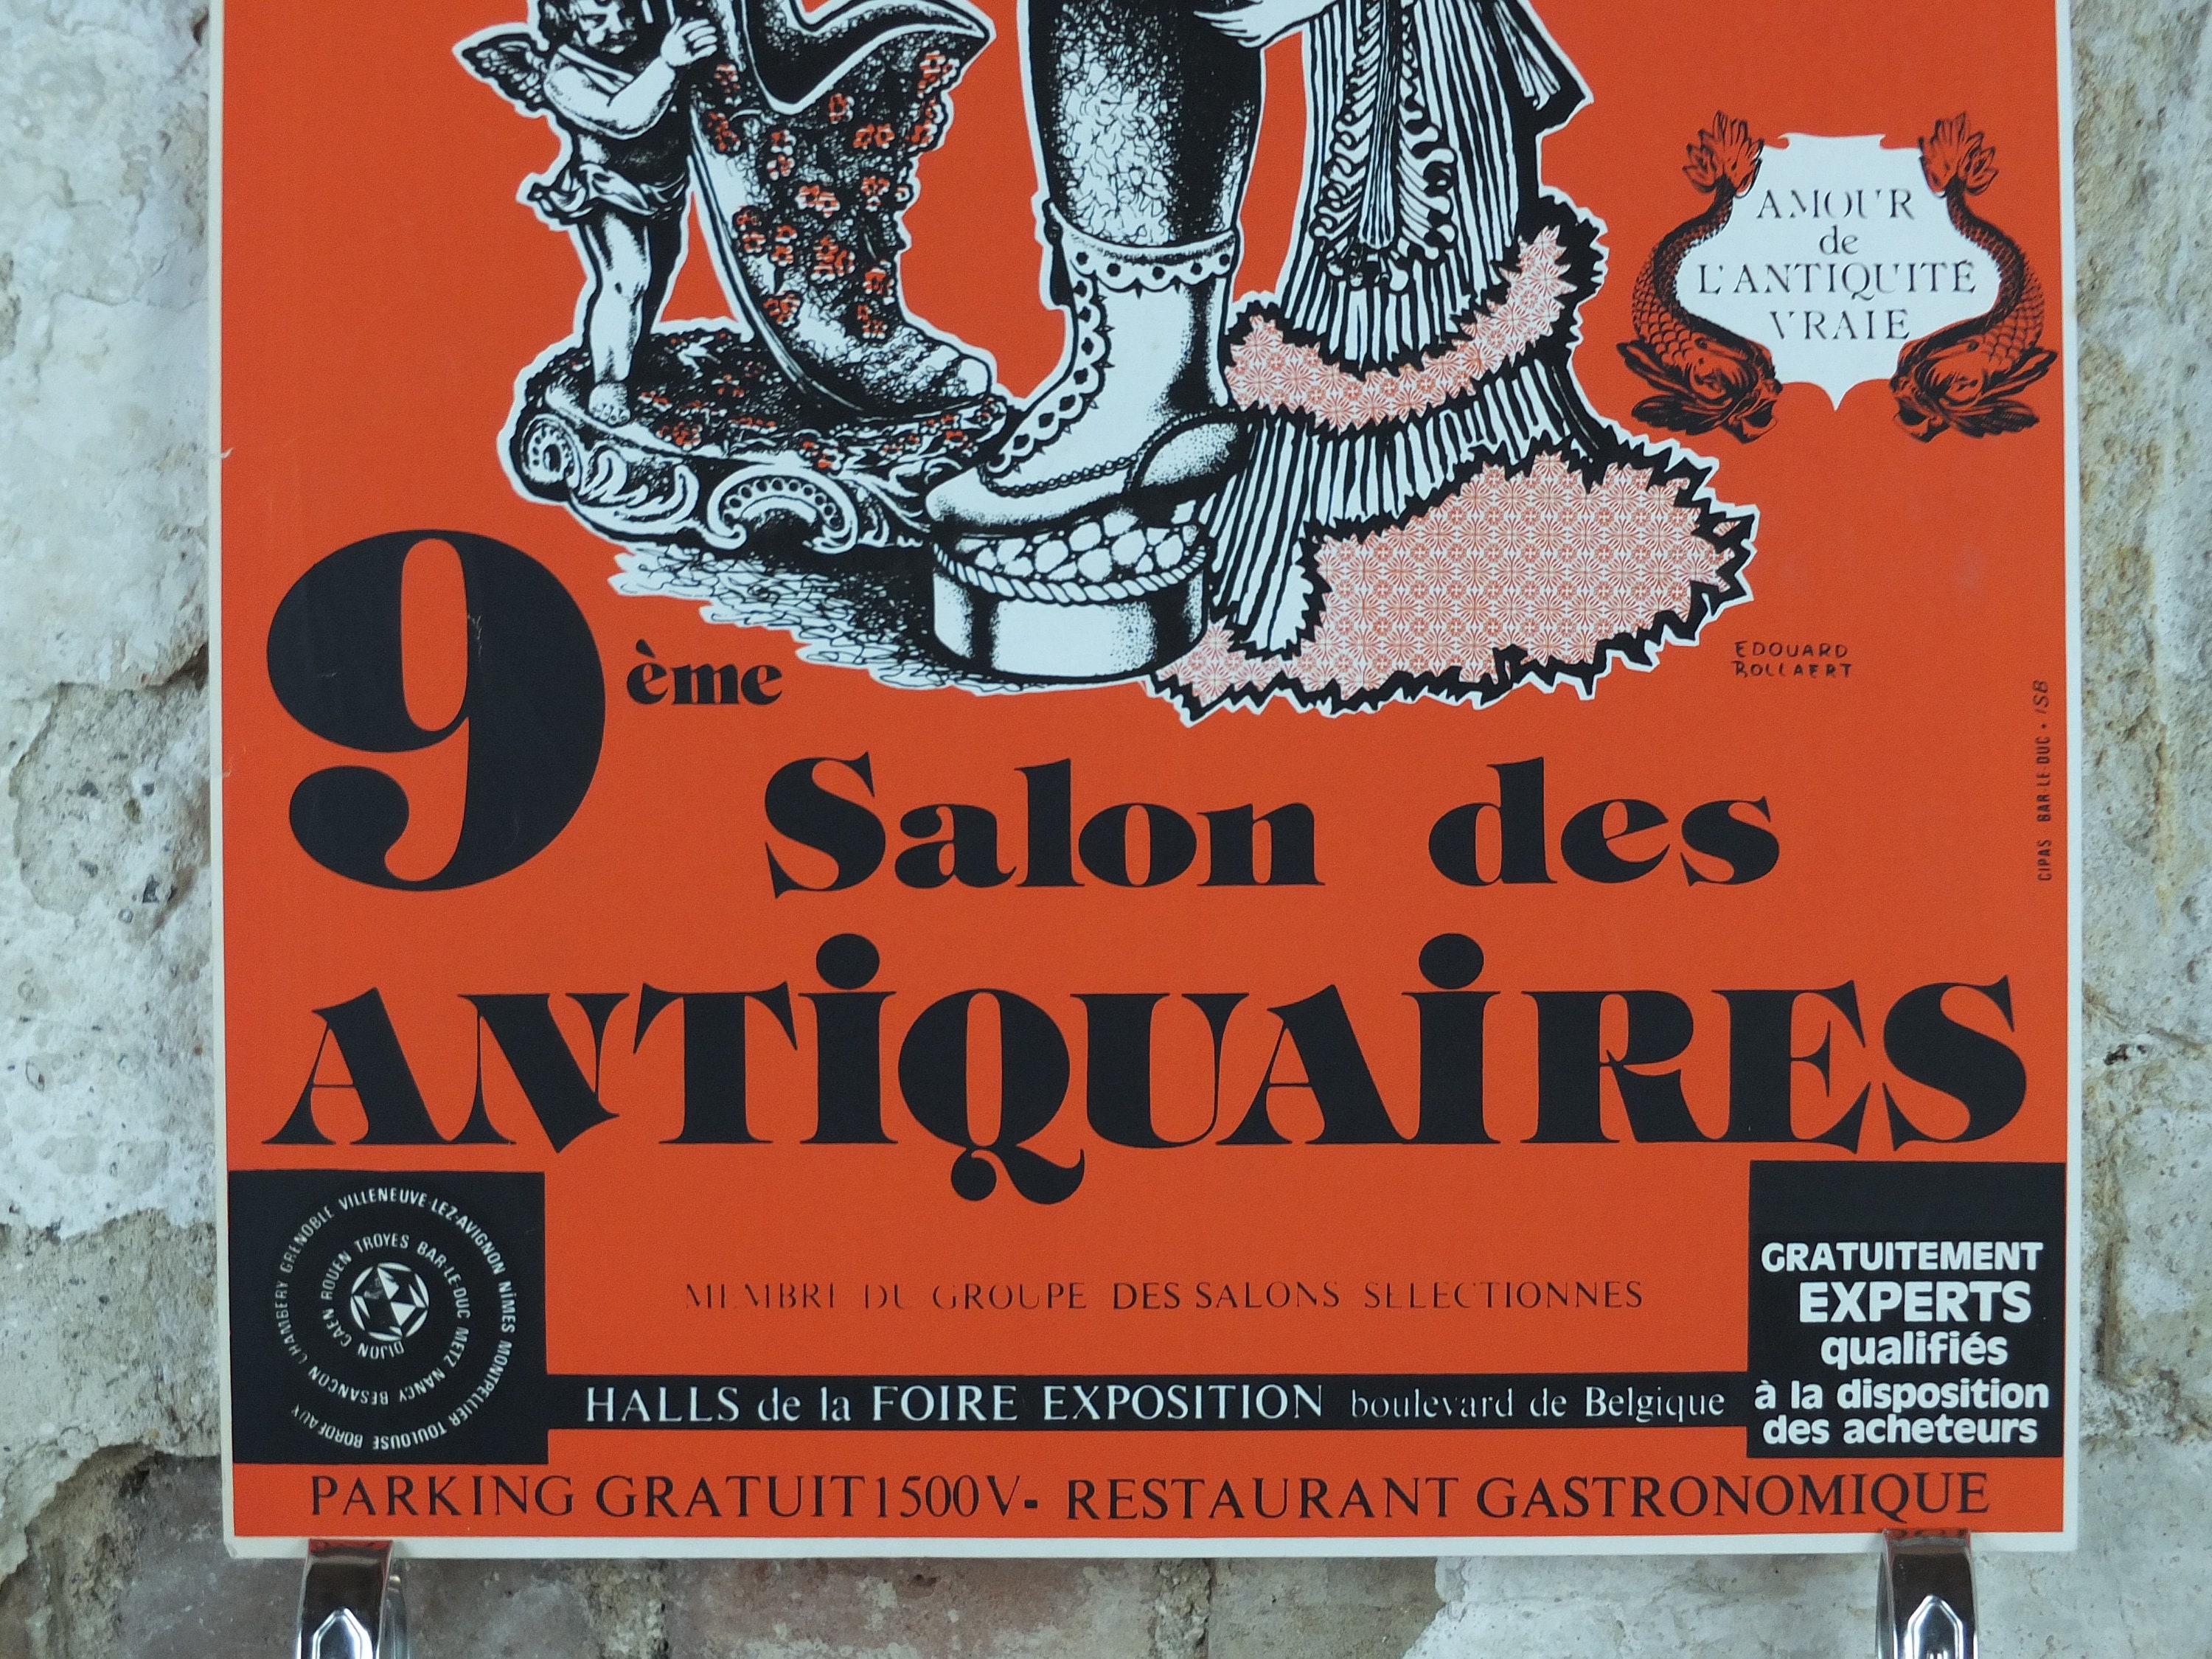 AMOUR
de
L'ANTIQUITÉ
VRAIE
EDOUARD
BOLLAERT
CIPAS BAR-LE-DUC • ISB
9ème
Salon des
ANTiQUAiRES
CHAMBERY GRENOBLE VILLENEUVE-LEZ-AVIGNON NÎMES MONTPELLIER TOULOUSE BORDEAUX
DIJON CAEN ROUEN TROYES BAR-LE-DUC METZ NANCY BESANCON
MEMBRE DU GROUPE DES SALONS SELECTIONNES
GRATUITEMENT
EXPERTS
qualifiés
à la disposition
des acheteurs
HALLS de la FOIRE EXPOSITION boulevard de Belgique
PARKING GRATUIT 1500V- RESTAURANT GASTRONOMIQUE